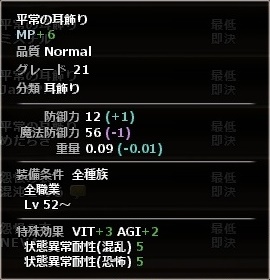 平常の耳飾り
MP+6
品質 Normal
グレード 21
分類 耳飾り
防御力 12 (+1)
魔法防御力 56 (-1)
重量 0.09 (-0.01)
装備条件 全種族
全職業
Lv 52～
特殊効果 VIT+3 AGI+2
状態異常耐性(混乱) 5
状態異常耐性(恐怖) 5